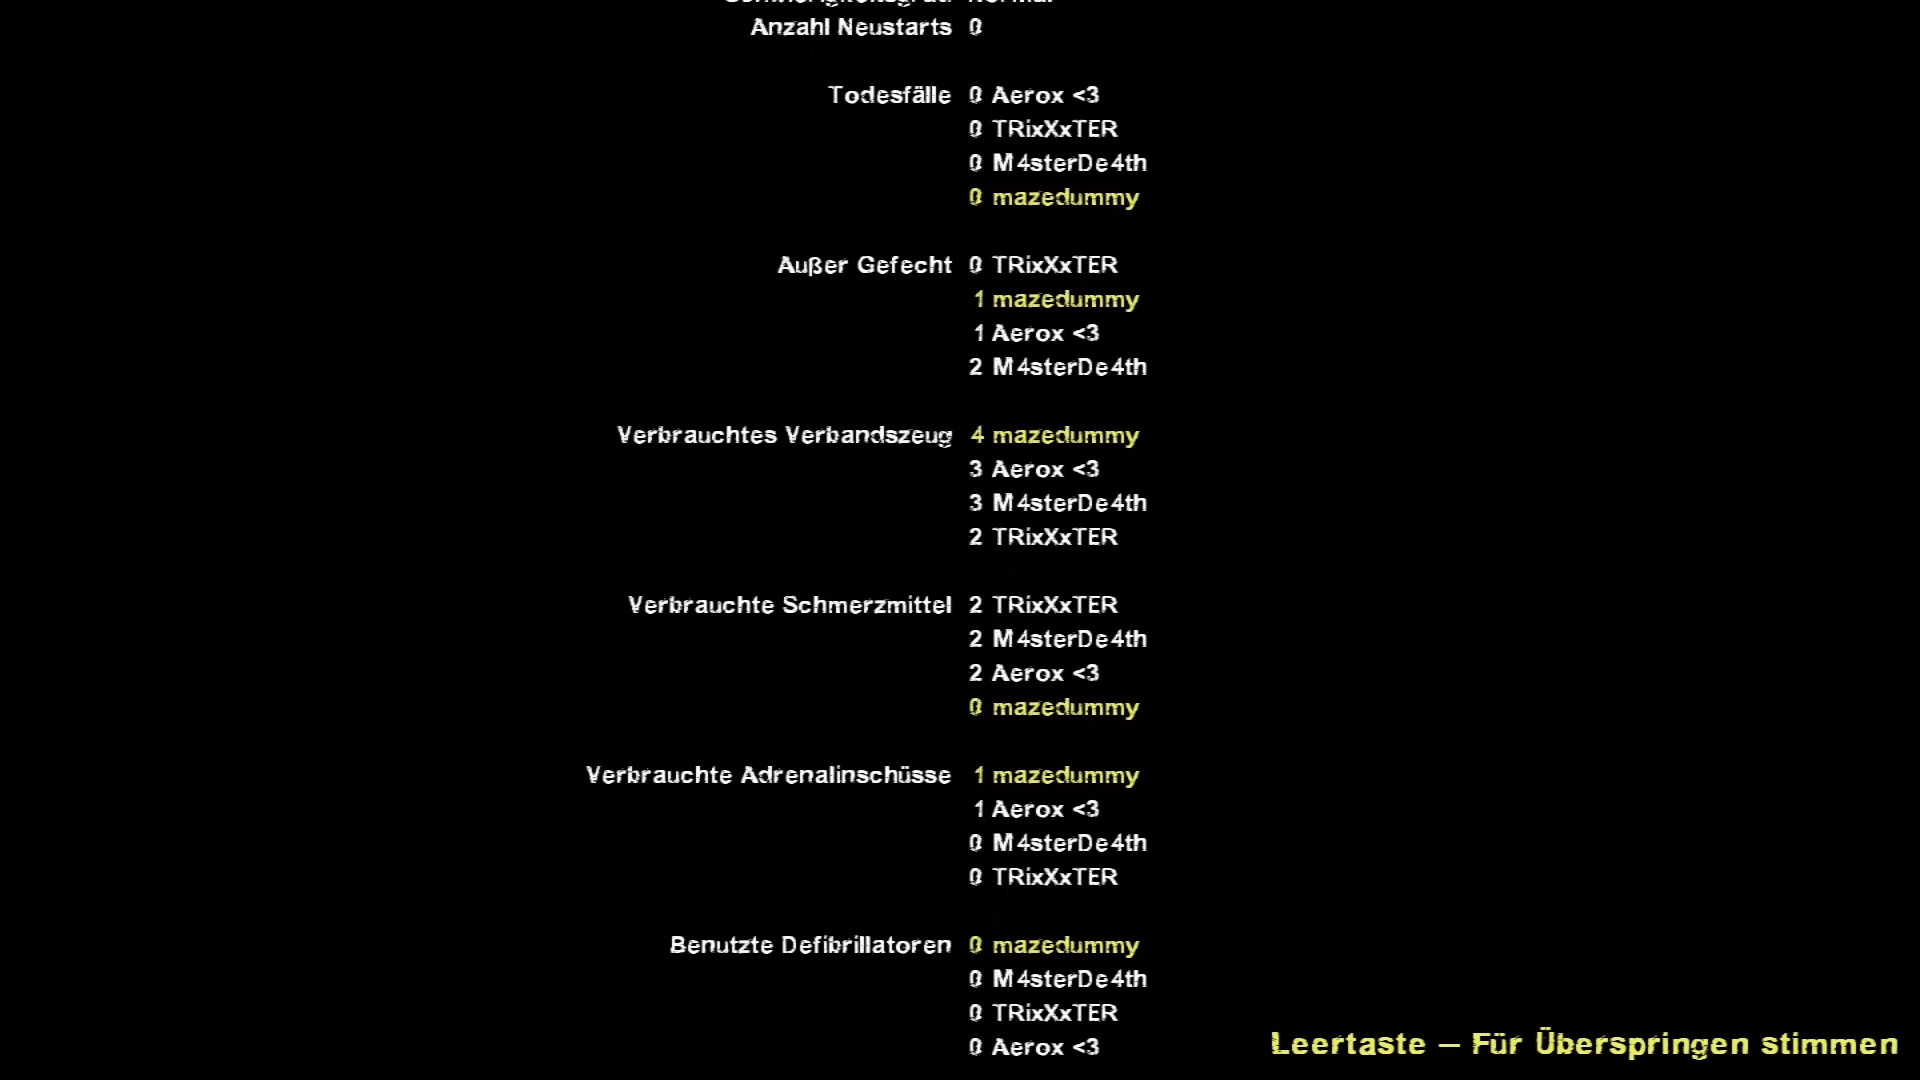 Schwierigkeitsgrad Normal
Anzahl Neustarts 0
Todesfälle 0 Aerox <3
0 TRixXxTER
0 M4sterDe4th
0 mazedummy
Außer Gefecht 0 TRixXxTER
1 mazedummy
1 Aerox <3
2 M4sterDe4th
Verbrauchtes Verbandszeug 4 mazedummy
3 Aerox <3
3 M4sterDe4th
2 TRixXxTER
Verbrauchte Schmerzmittel 2 TRixXxTER
2 M4sterDe4th
2 Aerox <3
0 mazedummy
Verbrauchte Adrenalinschüsse 1 mazedummy
1 Aerox <3
0 M4sterDe4th
0 TRixXxTER
Benutzte Defibrillatoren 0 mazedummy
0 M4sterDe4th
0 TRixXxTER
0 Aerox <3
Leertaste – Für Überspringen stimmen